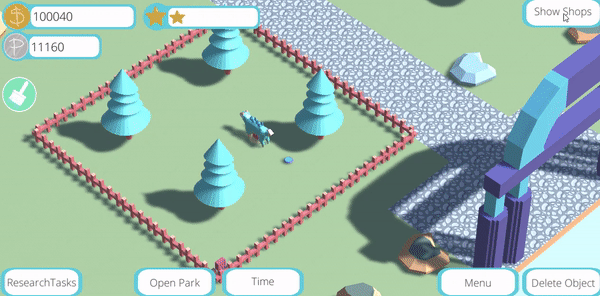 100040
Show Shops
11160
ResearchTasks
Open Park
Time
Menu
Delete Object